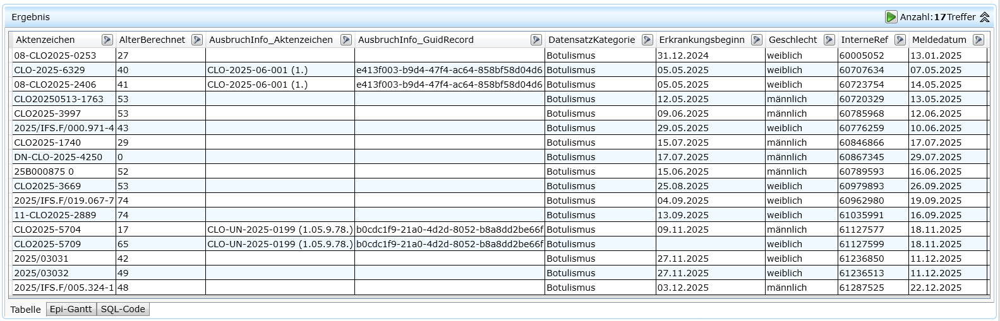 Ergebnis Anzahl:17Treffer
Aktenzeichen AlterBerechnet AusbruchInfo_Aktenzeichen AusbruchInfo_GuidRecord DatensatzKategorie Erkrankungsbeginn Geschlecht InterneRef Meldedatum
08-CLO2025-0253 27 Botulismus 31.12.2024 weiblich 60005052 13.01.2025
CLO-2025-6329 40 CLO-2025-06-001 (1.) e413f003-b9d4-47f4-ac64-858bf58d04d6 Botulismus 05.05.2025 weiblich 60707634 07.05.2025
08-CLO2025-2406 41 CLO-2025-06-001 (1.) e413f003-b9d4-47f4-ac64-858bf58d04d6 Botulismus 05.05.2025 weiblich 60723754 14.05.2025
CLO20250513-1763 53 Botulismus 12.05.2025 männlich 60720329 13.05.2025
CLO2025-3997 53 Botulismus 09.06.2025 männlich 60785968 12.06.2025
2025/IFS.F/000.971-4 43 Botulismus 29.05.2025 weiblich 60776259 10.06.2025
CLO2025-1740 29 Botulismus 15.07.2025 männlich 60846866 17.07.2025
DN-CLO-2025-4250 0 Botulismus 17.07.2025 männlich 60867345 29.07.2025
25B000875 0 52 Botulismus 15.06.2025 männlich 60789593 16.06.2025
CLO2025-3669 53 Botulismus 25.08.2025 weiblich 60979893 26.09.2025
2025/IFS.F/019.067-7 74 Botulismus 04.09.2025 weiblich 60962980 19.09.2025
11-CLO2025-2889 74 Botulismus 13.09.2025 weiblich 61035991 16.09.2025
CLO2025-5704 17 CLO-UN-2025-0199 (1.05.9.78.) b0cdc1f9-21a0-4d2d-8052-b8a8dd2be66f Botulismus 09.11.2025 männlich 61127577 18.11.2025
CLO2025-5709 65 CLO-UN-2025-0199 (1.05.9.78.) b0cdc1f9-21a0-4d2d-8052-b8a8dd2be66f Botulismus weiblich 61127599 18.11.2025
2025/03031 42 Botulismus 27.11.2025 weiblich 61236850 11.12.2025
2025/03032 49 Botulismus 27.11.2025 weiblich 61236513 11.12.2025
2025/IFS.F/005.324-1 48 Botulismus 03.12.2025 männlich 61287525 22.12.2025
Tabelle Epi-Gantt SQL-Code